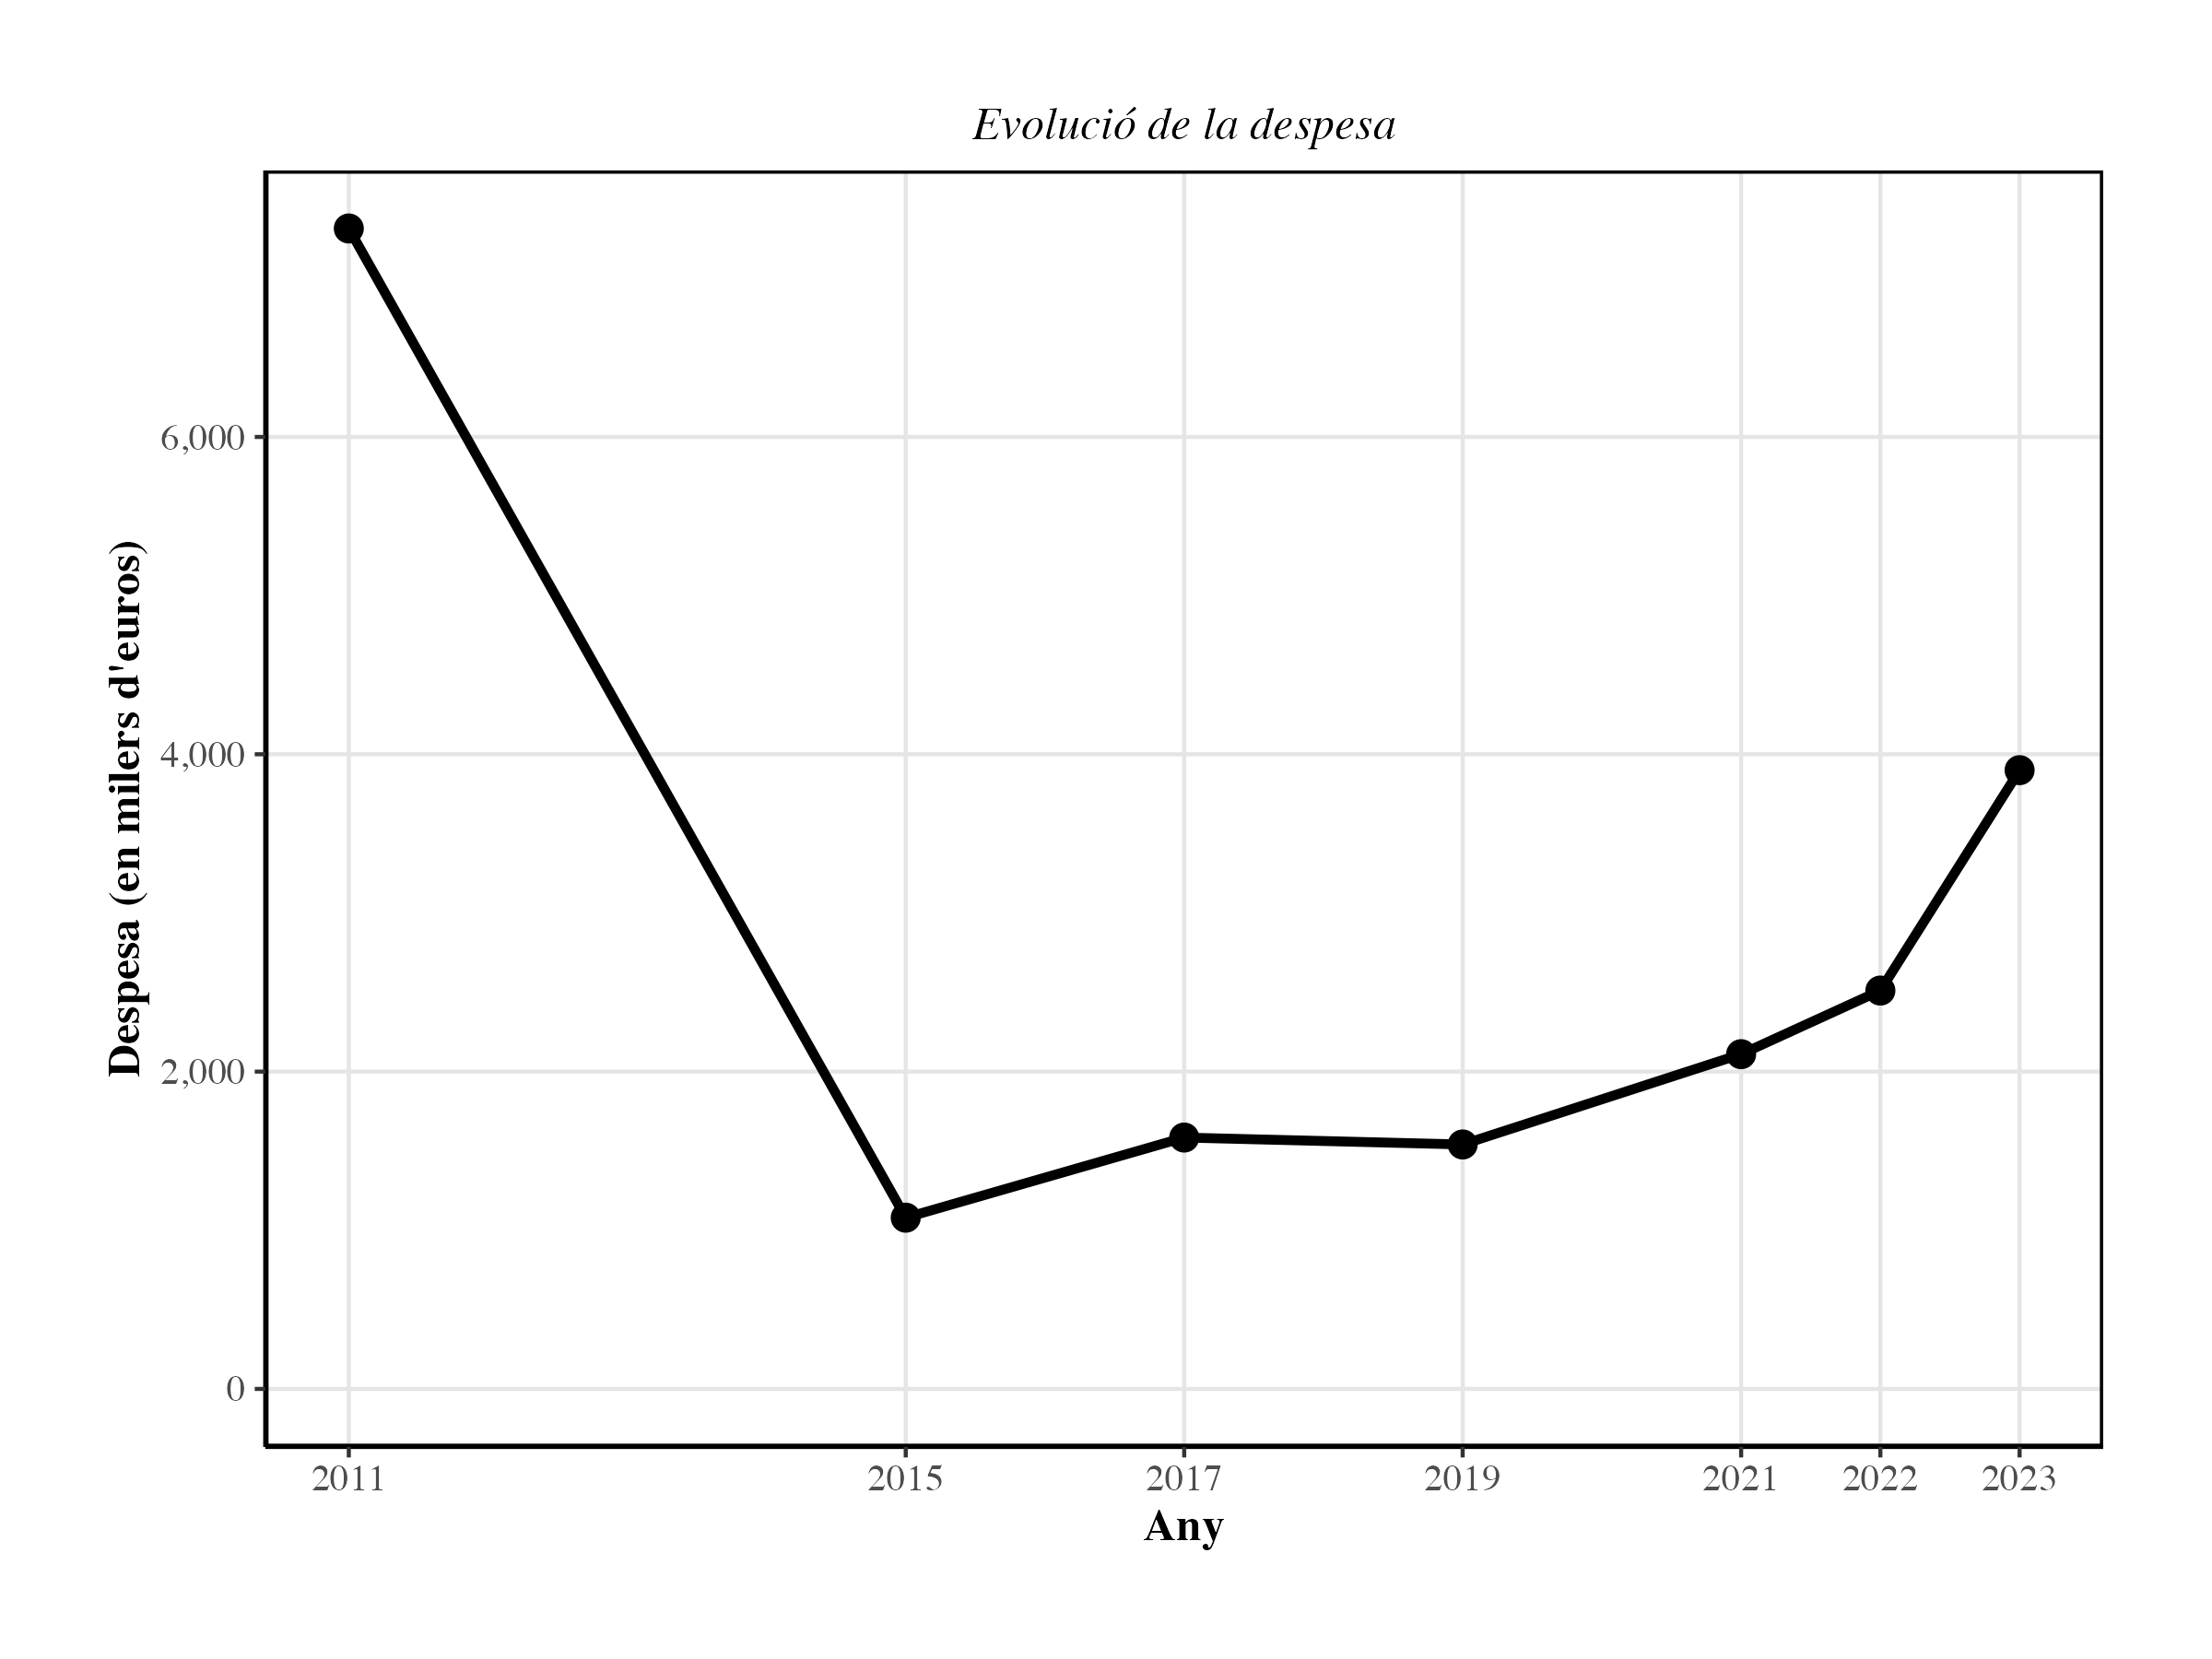 Evolució de la despesa
Despesa (en milers d'euros)
6,000
4,000
2,000
0
2011 2015 2017 2019 2021 2022 2023
Any